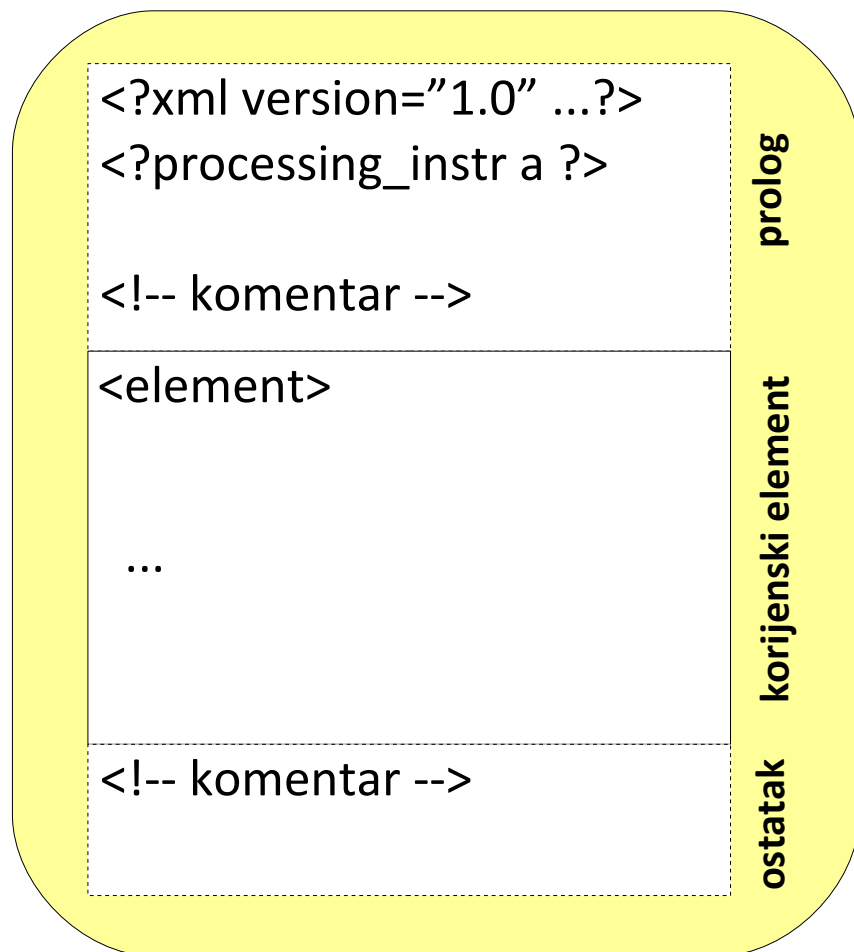 <?xml version=”1.0” ...?>
<?processing_instr a ?>
<!-- komentar -->
prolog
<element>
...
korijenski element
<!-- komentar -->
ostatak